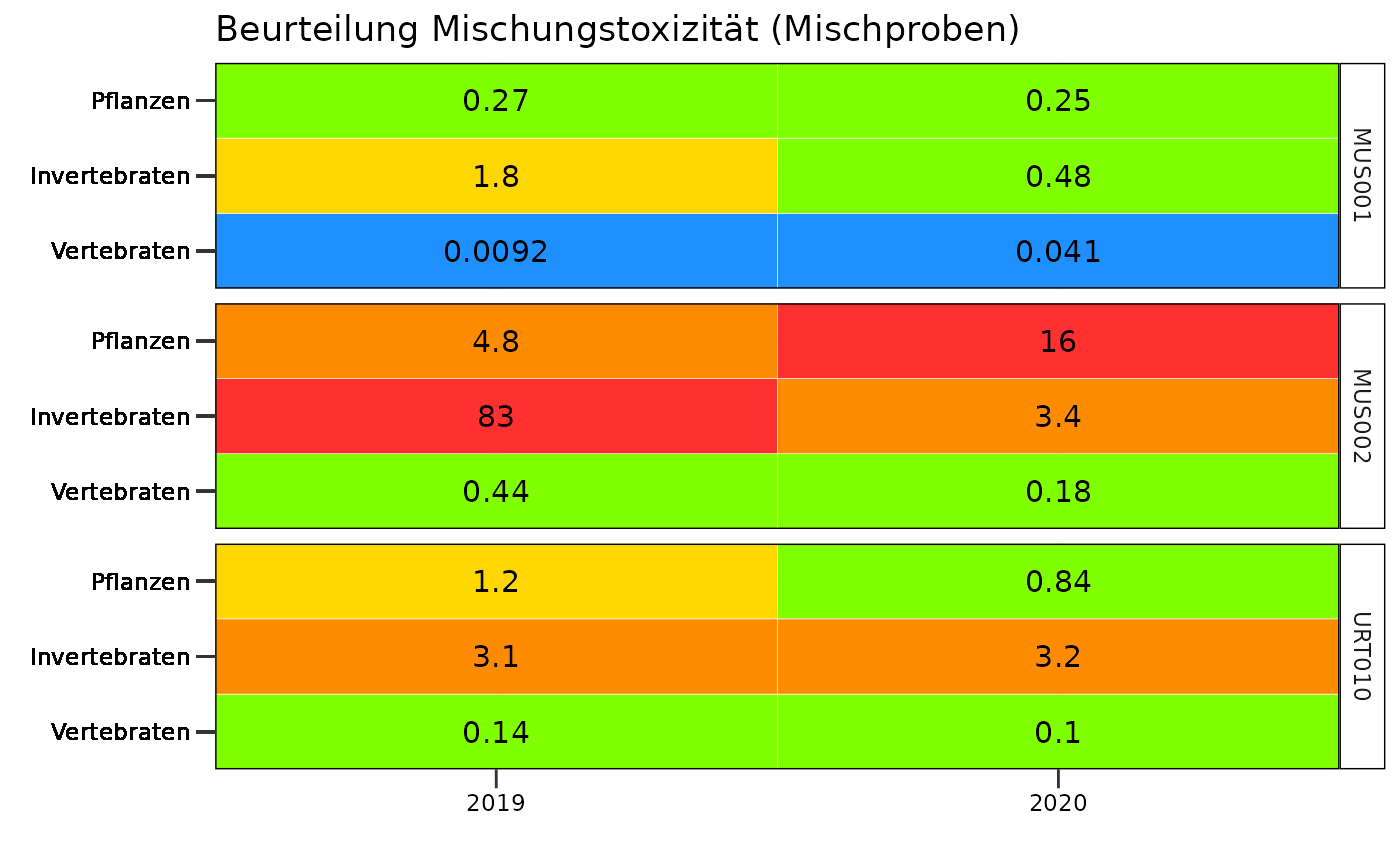 Beurteilung Mischungstoxizität (Mischproben)
Pflanzen 0.27 0.25
Invertebraten 1.8 0.48
Vertebraten 0.0092 0.041
MUS001
Pflanzen 4.8 16
Invertebraten 83 3.4
Vertebraten 0.44 0.18
MUS002
Pflanzen 1.2 0.84
Invertebraten 3.1 3.2
Vertebraten 0.14 0.1
URT010
2019 2020